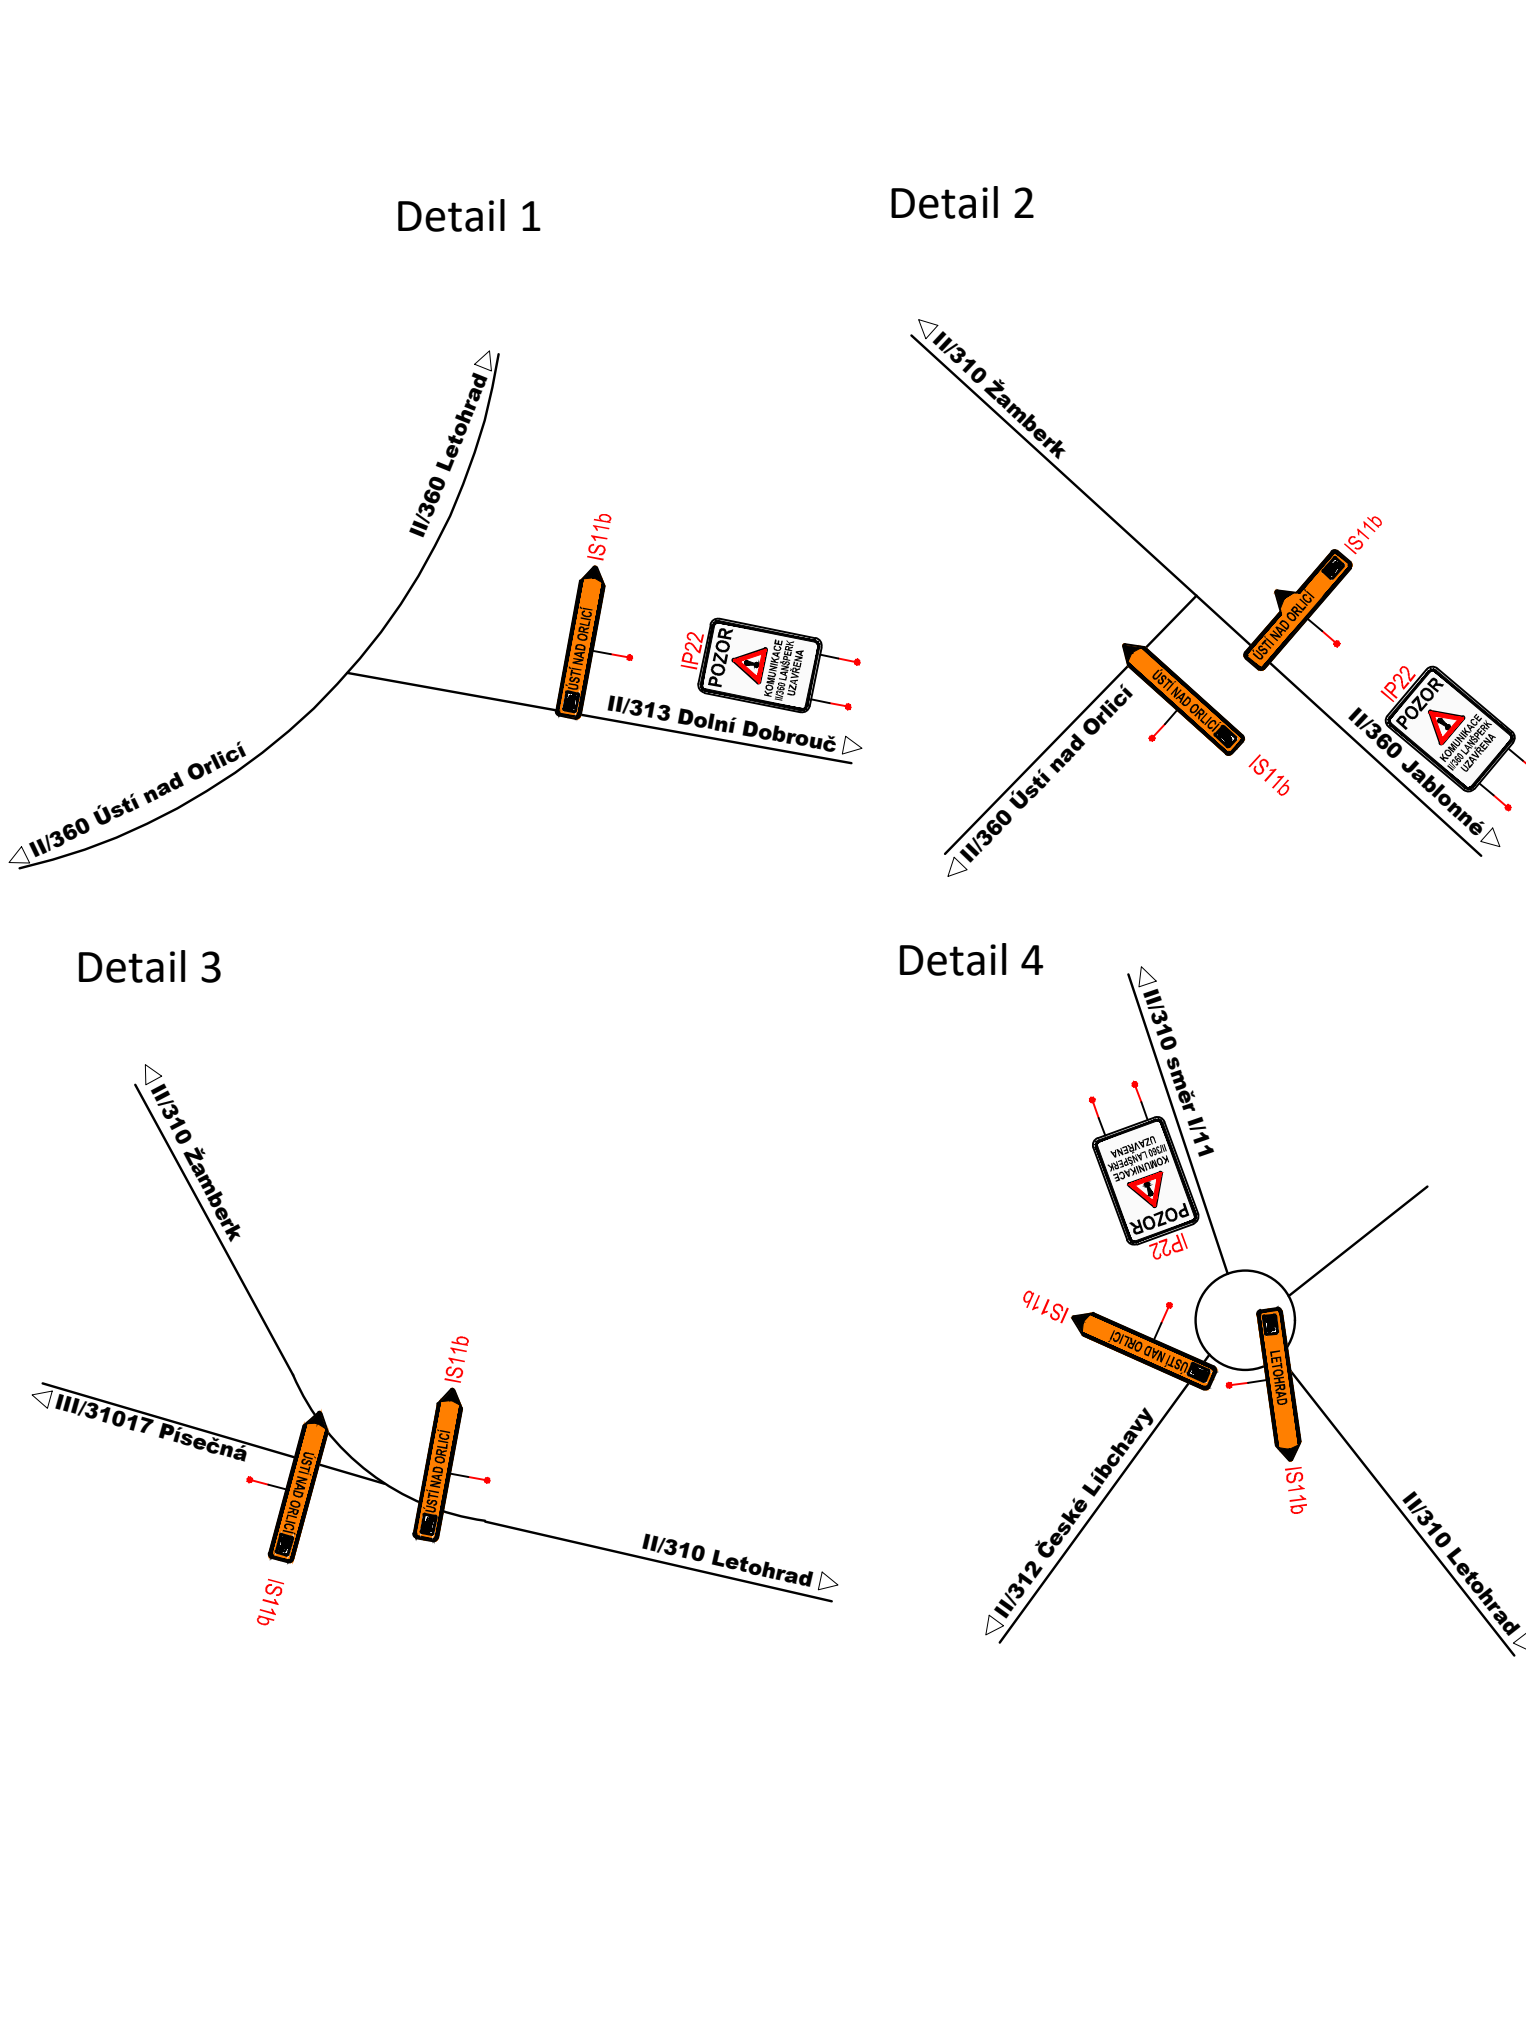 Detail 1
II/360 Letohrad
IS11b
ÚSTÍ NAD ORLICÍ
IP22
POZOR
KOMUNIKACE
II/360 LANŠPERK
UZAVŘENA
II/313 Dolní Dobrouč
II/360 Ústí nad Orlicí
Detail 2
II/310 Žamberk
IS11b
ÚSTÍ NAD ORLICÍ
ÚSTÍ NAD ORLICÍ
IS11b
IP22
POZOR
KOMUNIKACE
II/360 LANŠPERK
UZAVŘENA
II/360 Jablonné
II/360 Ústí nad Orlicí
Detail 3
II/310 Žamberk
III/31017 Písečná
IS11b
ÚSTÍ NAD ORLICÍ
ÚSTÍ NAD ORLICÍ
IS11b
II/310 Letohrad
Detail 4
II/310 směr I/11
POZOR
KOMUNIKACE
II/360 LANŠPERK
UZAVŘENA
IP22
IS11b
ÚSTÍ NAD ORLICÍ
LETOHRAD
IS11b
II/312 České Libchavy
II/310 Letohrad